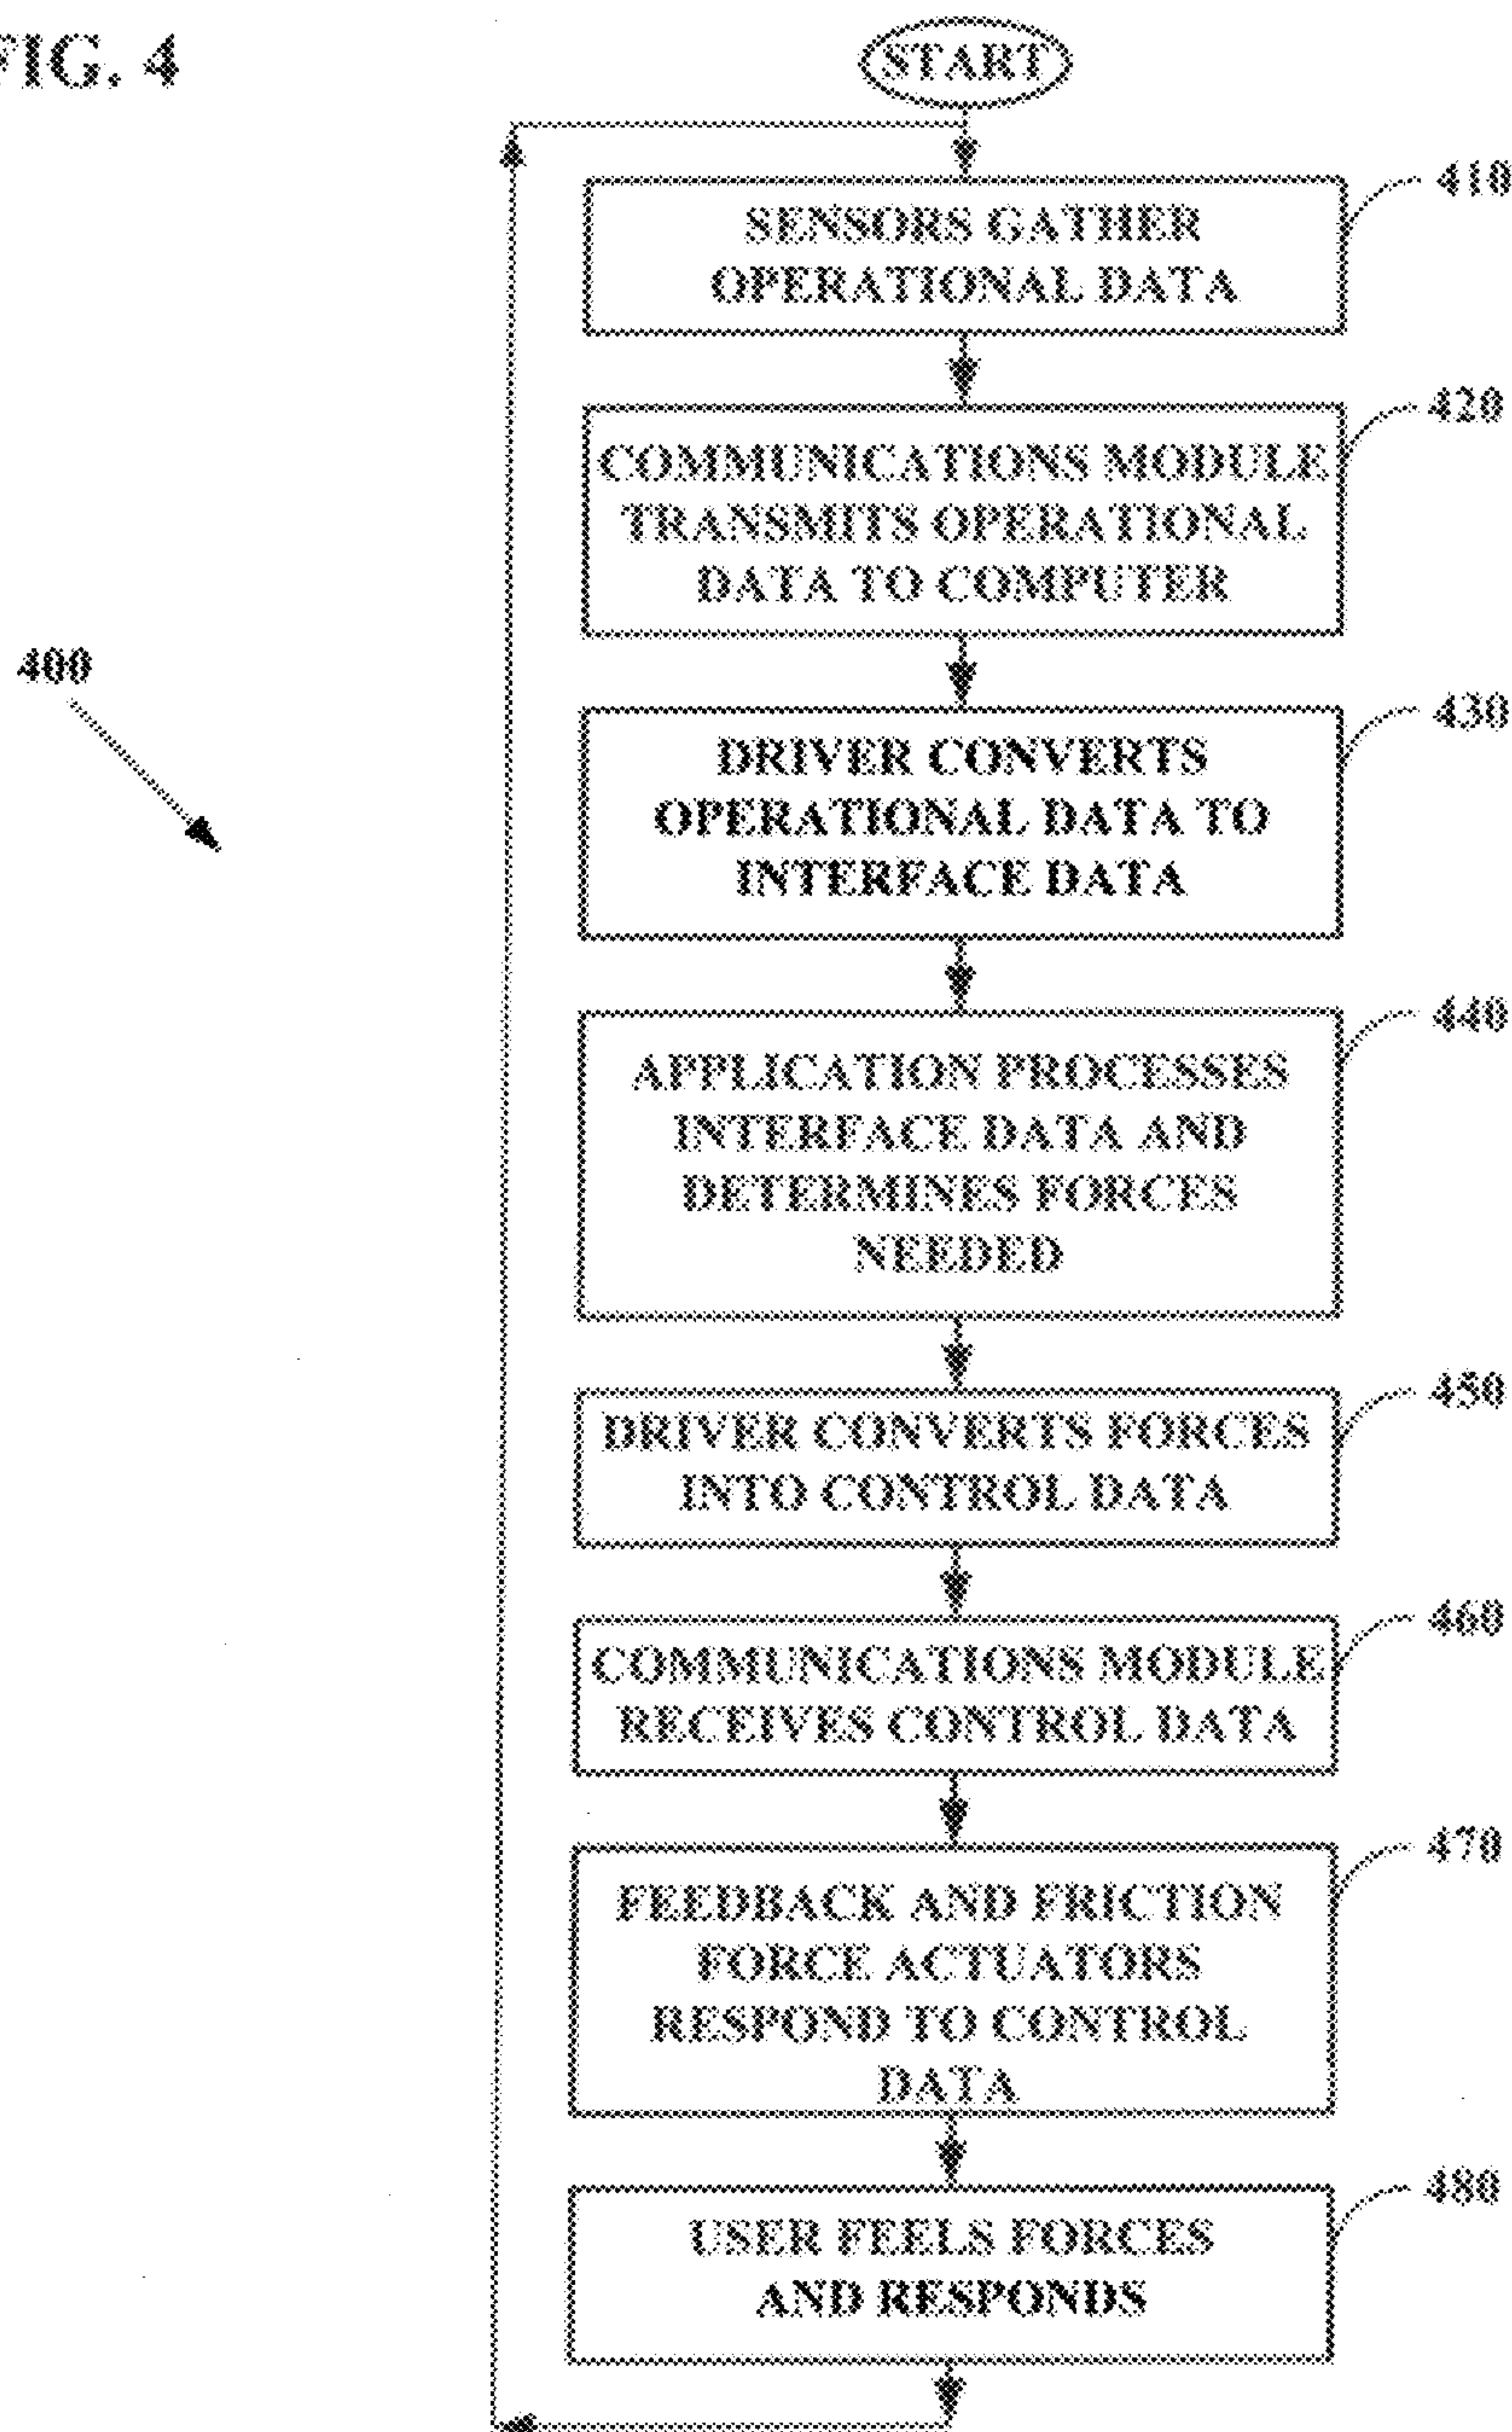 FIG. 4
START
410
SENSORS GATHER
OPERATIONAL DATA
420
COMMUNICATIONS MODULE
TRANSMITS OPERATIONAL
DATA TO COMPUTER
400
430
DRIVER CONVERTS
OPERATIONAL DATA TO
INTERFACE DATA
440
APPLICATION PROCESSES
INTERFACE DATA AND
DETERMINES FORCES
NEEDED
450
DRIVER CONVERTS FORCES
INTO CONTROL DATA
460
COMMUNICATIONS MODULE
RECEIVES CONTROL DATA
470
FEEDBACK AND FRICTION
FORCE ACTUATORS
RESPOND TO CONTROL
DATA
480
USER FEELS FORCES
AND RESPONDS